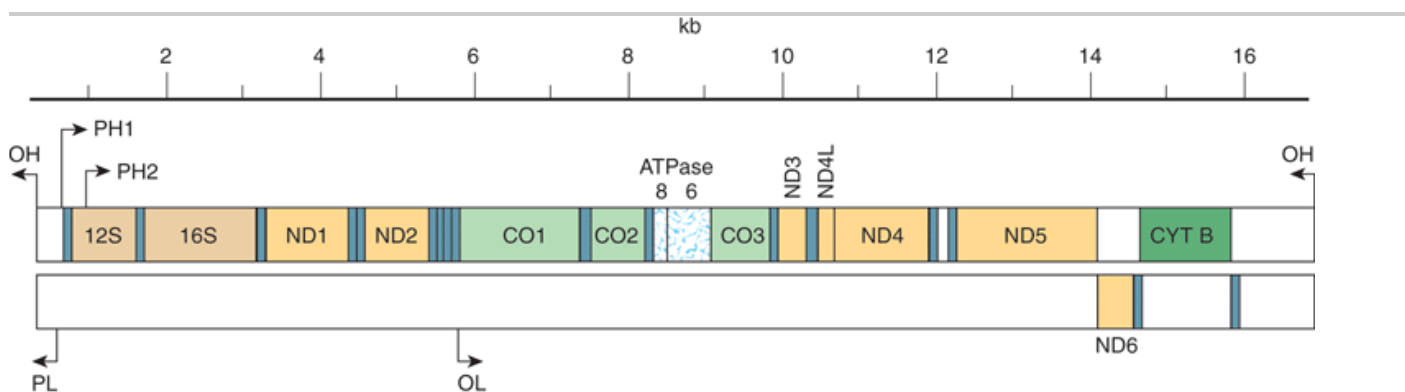 kb
2 4 6 8 10 12 14 16
PH1
OH PH2 ATPase ND3 ND4L OH
8 6
12S 16S ND1 ND2 CO1 CO2 CO3 ND4 ND5 CYT B
ND6
PL OL